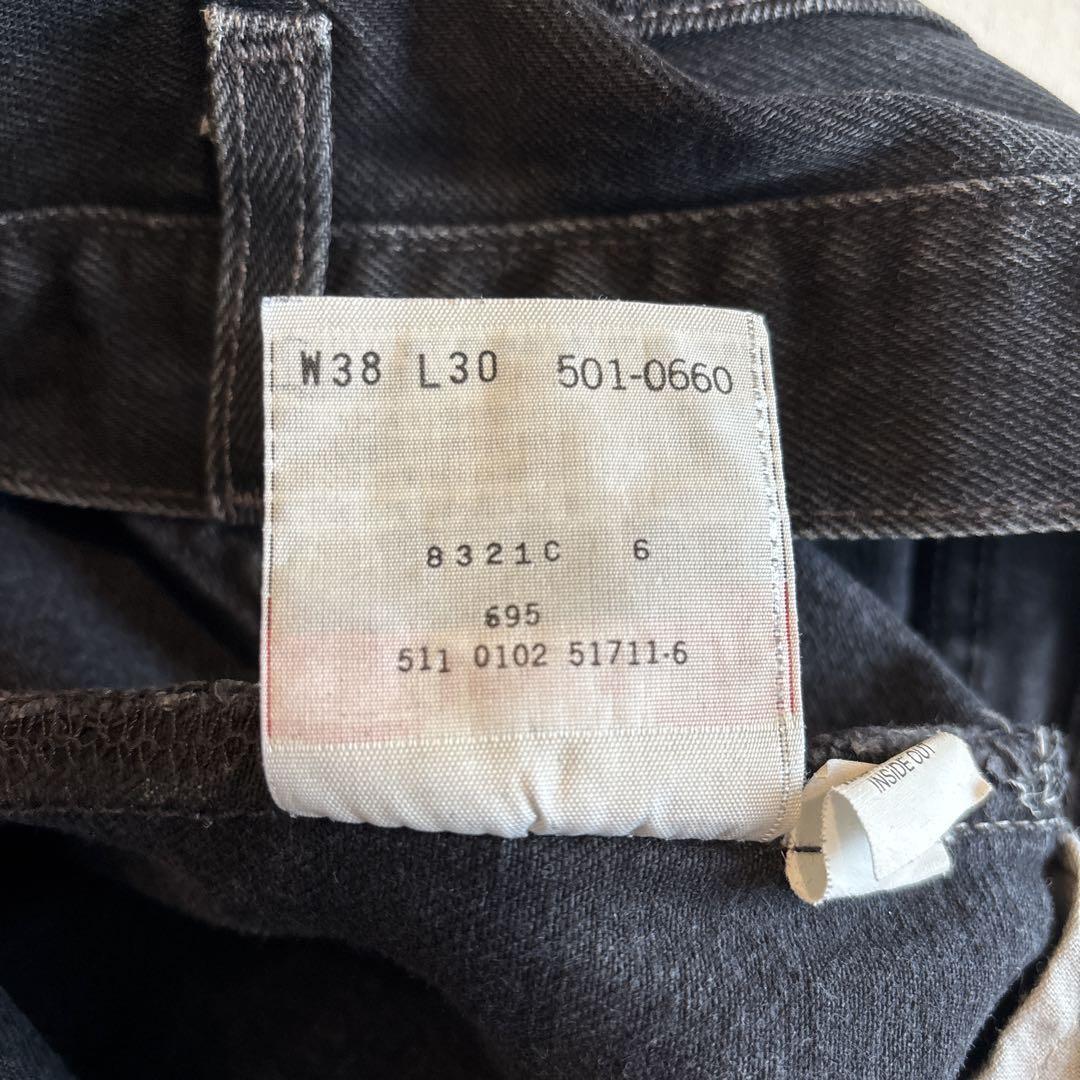 W38 L30 501-0660
8321C 6
695
511 0102 51711-6
INSIDE OUT